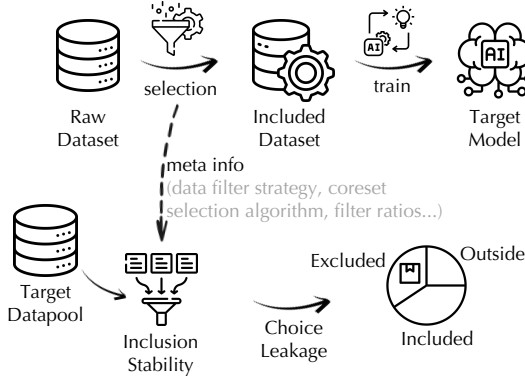 AI
AI
selection
train
Raw
Dataset
Included
Dataset
Target
Model
meta info
(data filter strategy, coreset
selection algorithm, filter ratios...)
Target
Datapool
Inclusion
Stability
Choice
Leakage
Excluded
Outside
Included